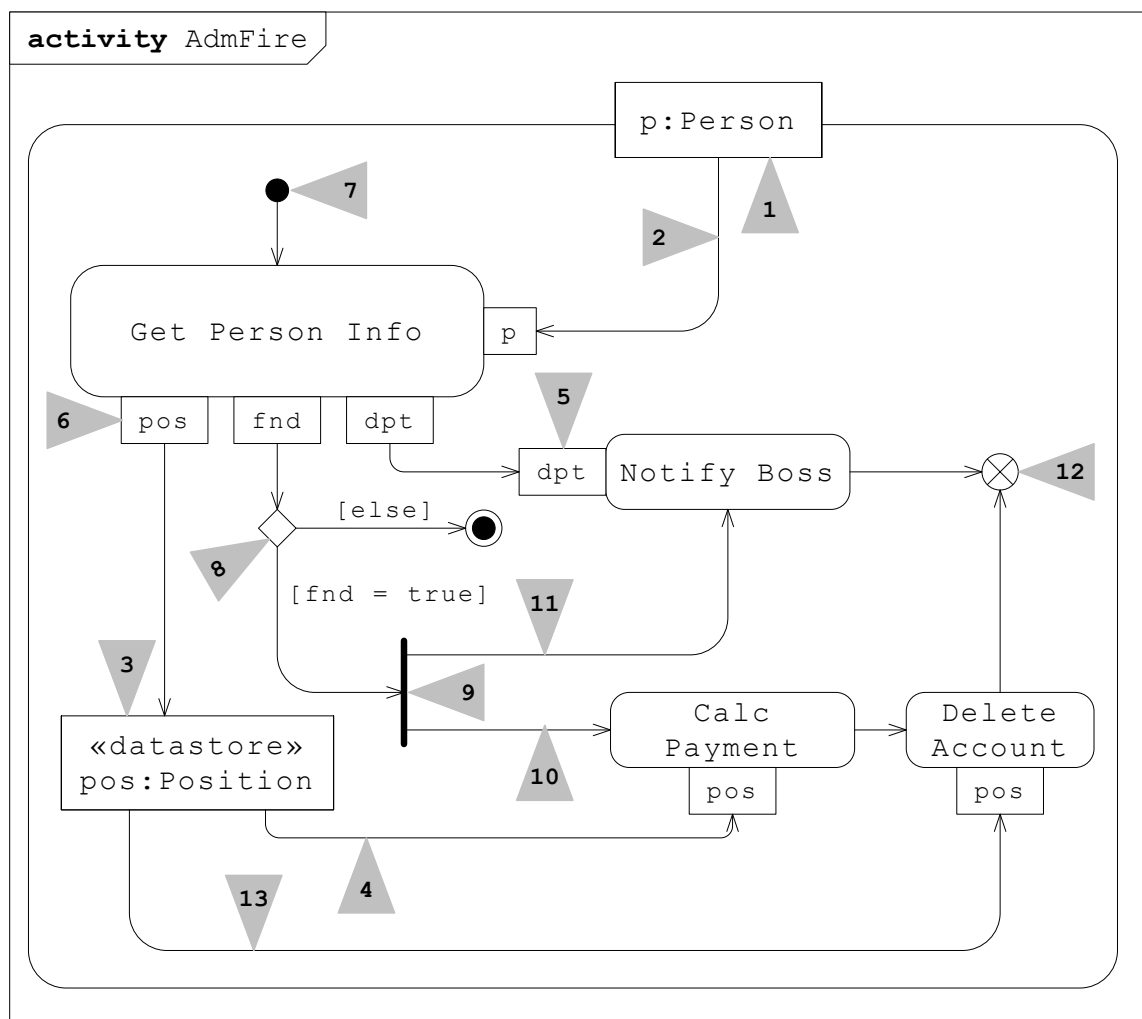 activity AdmFire
p:Person
7
1
2
Get Person Info
p
5
6
pos
fnd
dpt
dpt
Notify Boss
12
[else]
8
[fnd = true]
11
3
9
«datastore»
pos:Position
Calc
Payment
Delete
Account
10
pos
pos
4
13